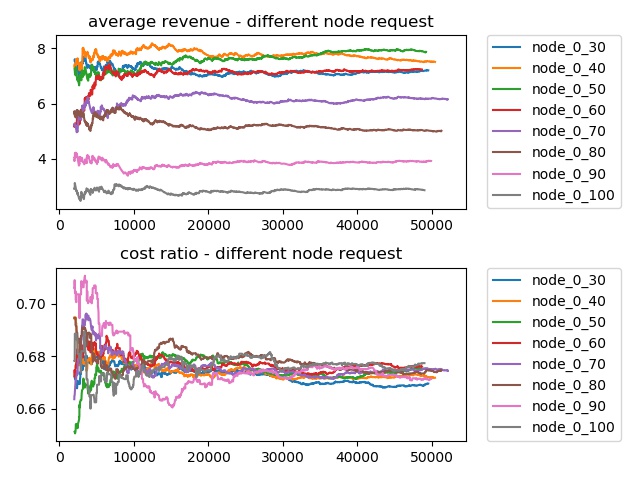 average revenue - different node request
8
6
4
0 10000 20000 30000 40000 50000
node_0_30
node_0_40
node_0_50
node_0_60
node_0_70
node_0_80
node_0_90
node_0_100
cost ratio - different node request
0.70
0.68
0.66
0 10000 20000 30000 40000 50000
node_0_30
node_0_40
node_0_50
node_0_60
node_0_70
node_0_80
node_0_90
node_0_100